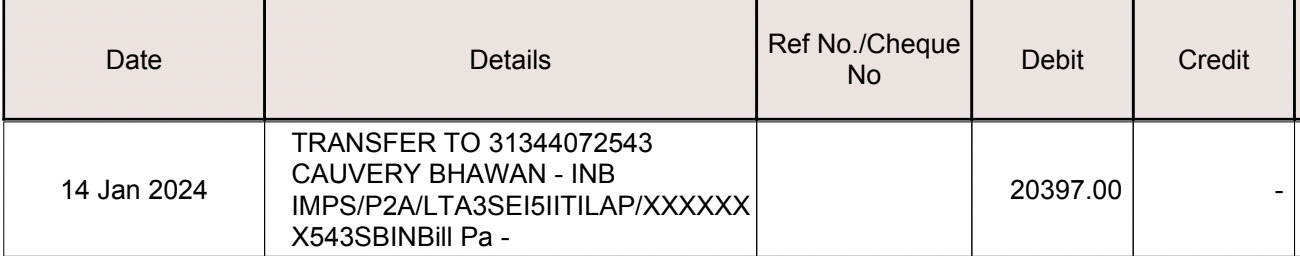 Date Details Ref No./Cheque No Debit Credit
14 Jan 2024
TRANSFER TO 31344072543
CAUVERY BHAWAN - INB
IMPS/P2A/LTA3SEI5IITILAP/XXXXXX
X543SBINBill Pa -
20397.00
-